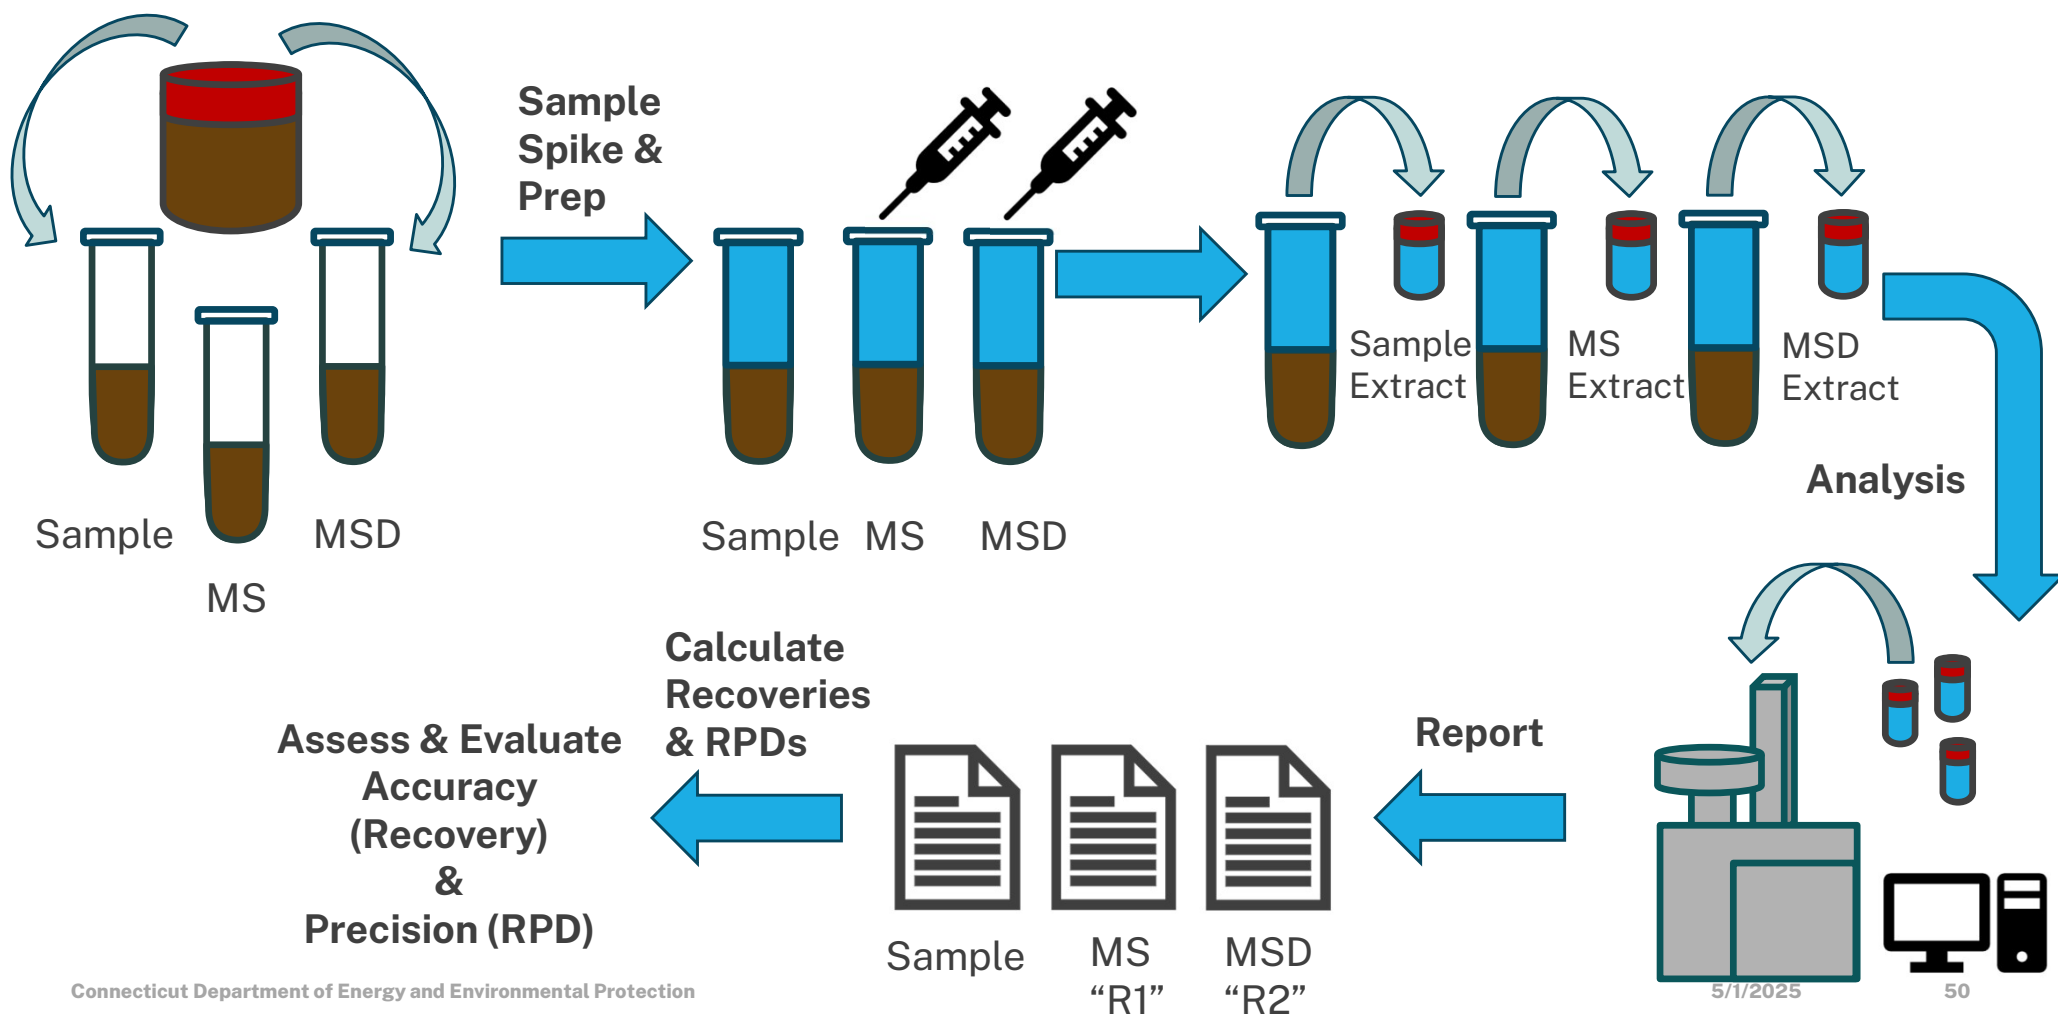 Sample
Spike &
Prep
Sample
MS
MSD
Sample
MS
MSD
Sample
Extract
MS
Extract
MSD
Extract
Analysis
Report
Sample
MS
“R1”
MSD
“R2”
Calculate
Recoveries
& RPDs
Assess & Evaluate
Accuracy
(Recovery)
&
Precision (RPD)
Connecticut Department of Energy and Environmental Protection
5/1/2025
50